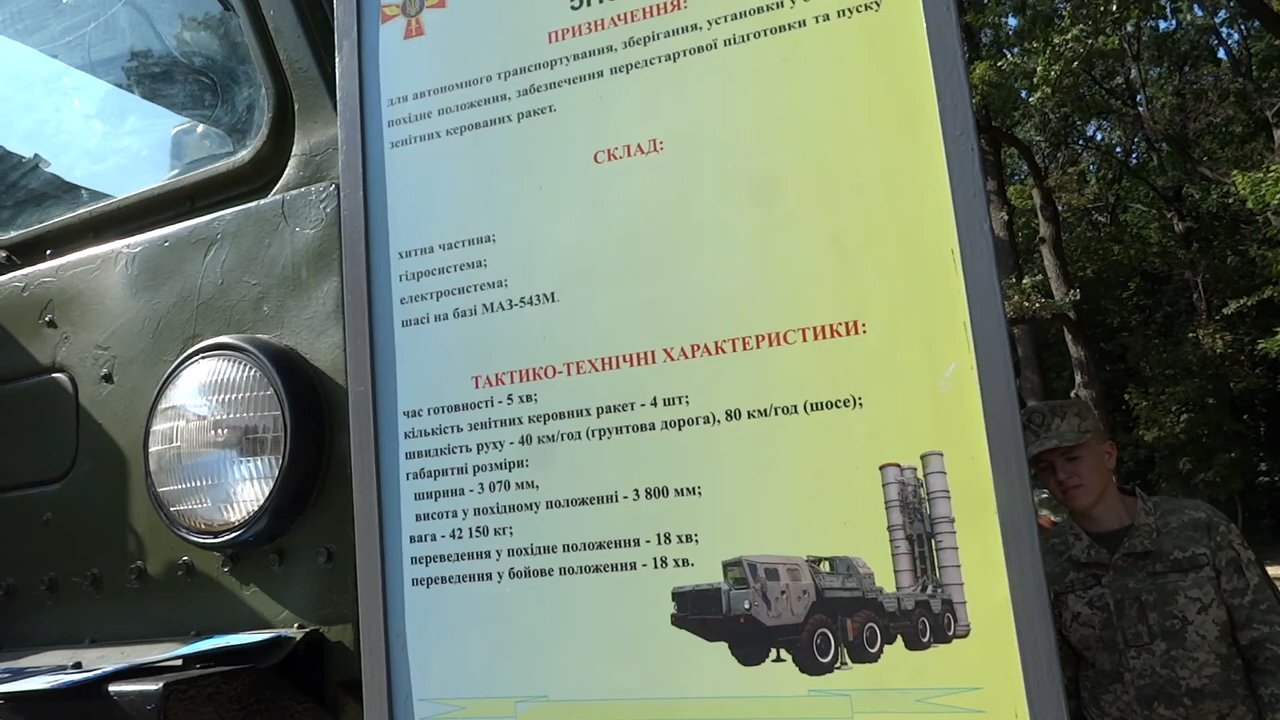 ПРИЗНАЧЕННЯ:
для автономного транспортування, зберігання, установки у
похідне положення, забезпечення передстартової підготовки та пуску
зенітних керованих ракет.
СКЛАД:
хитна частина;
гідросистема;
електросистема;
шасі на базі МАЗ-543М.
ТАКТИКО-ТЕХНІЧНІ ХАРАКТЕРИСТИКИ:
час готовності - 5 хв;
кількість зенітних керовних ракет - 4 шт;
швидкість руху - 40 км/год (грунтова дорога), 80 км/год (шосе);
габаритні розміри:
ширина - 3 070 мм,
висота у похідному положенні - 3 800 мм;
вага - 42 150 кг;
переведення у похідне положення - 18 хв;
переведення у бойове положення - 18 хв.